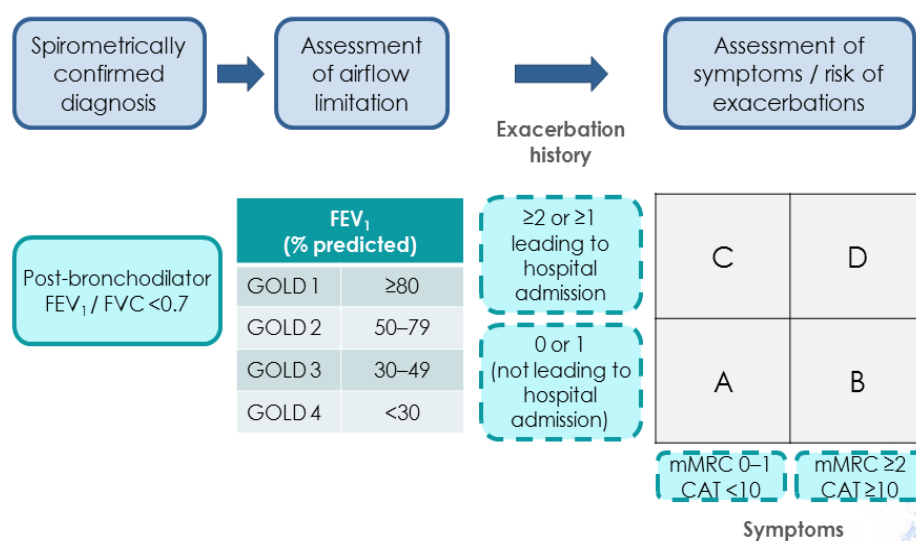 Spirometrically
confirmed
diagnosis
Assessment
of airflow
limitation
Assessment of
symptoms / risk of
exacerbations
Exacerbation
history
Post-bronchodilator
FEV₁ / FVC <0.7
FEV₁
(% predicted)
GOLD 1 ≥80
GOLD 2 50–79
GOLD 3 30–49
GOLD 4 <30
≥2 or ≥1
leading to
hospital
admission
0 or 1
(not leading to
hospital
admission)
C D
A B
mMRC 0–1
CAT <10
mMRC ≥2
CAT ≥10
Symptoms